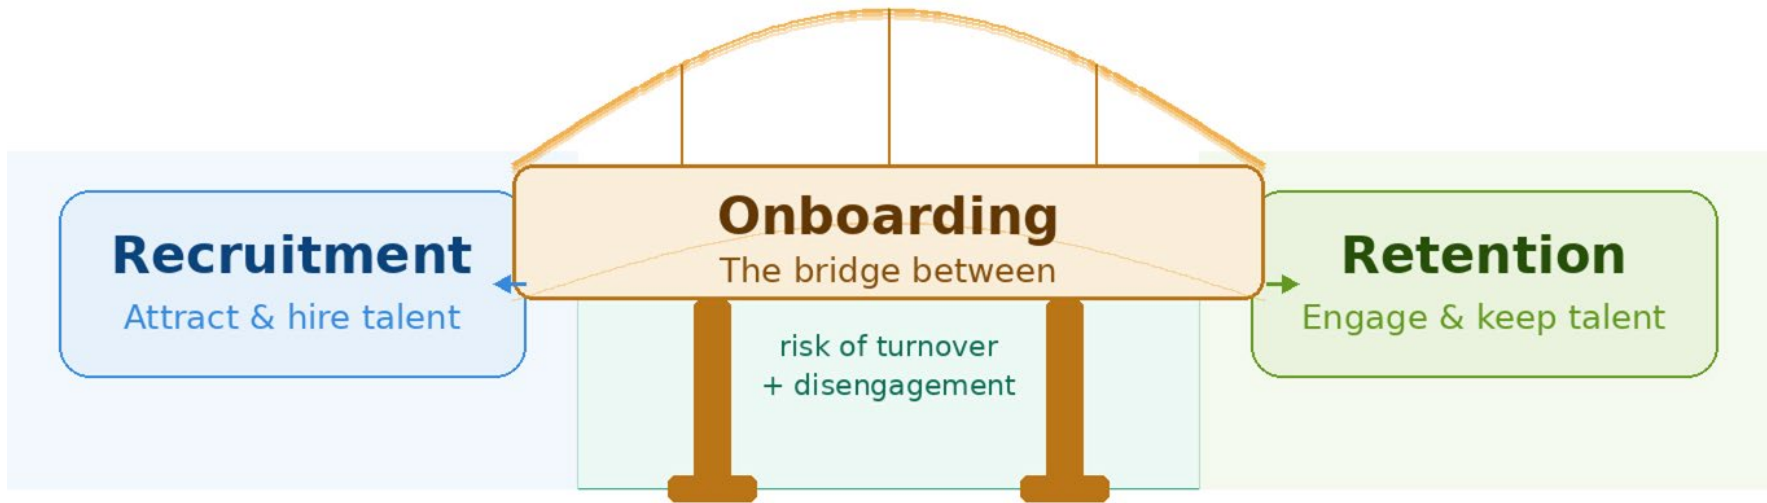 Recruitment
Attract & hire talent
Onboarding
The bridge between
risk of turnover
+ disengagement
Retention
Engage & keep talent